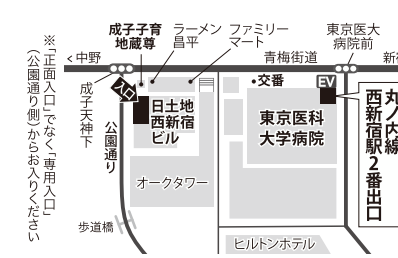 ※「正面入口」でなく「専用入口」
(公園通り側)からお入りください
<中野
成子子育
地蔵尊
ラーメン
昌平
ファミリー
マート
東京医大
病院前
青梅街道
新宿
成子天神下
入口
公園通り
日土地
西新宿
ビル
•交番
EV
東京医科
大学病院
丸ノ内線
西新宿駅2番出口
オークタワー
歩道橋
ヒルトンホテル